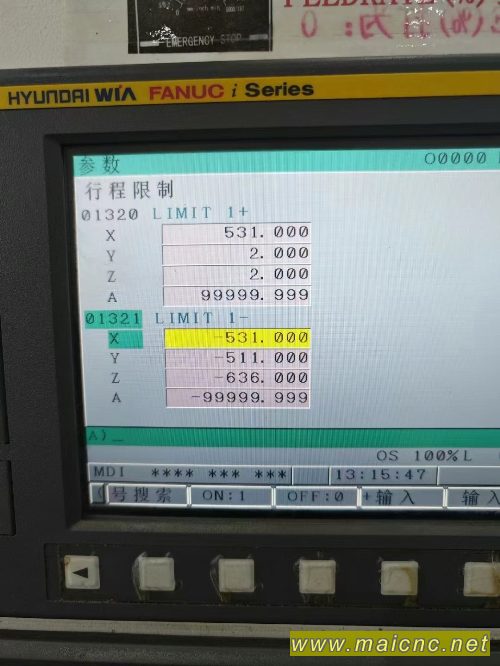 EMERGENCY STOP
FEEDRATE(%)
HYUNDAI WIA FANUC i Series
参数 O0000
行程限制
01320 LIMIT 1+
X 531.000
Y 2.000
Z 2.000
A 99999.999
01321 LIMIT 1-
X -531.000
Y -511.000
Z -636.000
A -99999.999
A)_
OS 100% L
MDI **** *** *** 13:15:47
号搜索 ON:1 OFF:0 +输入 输入
www.maicnc.net